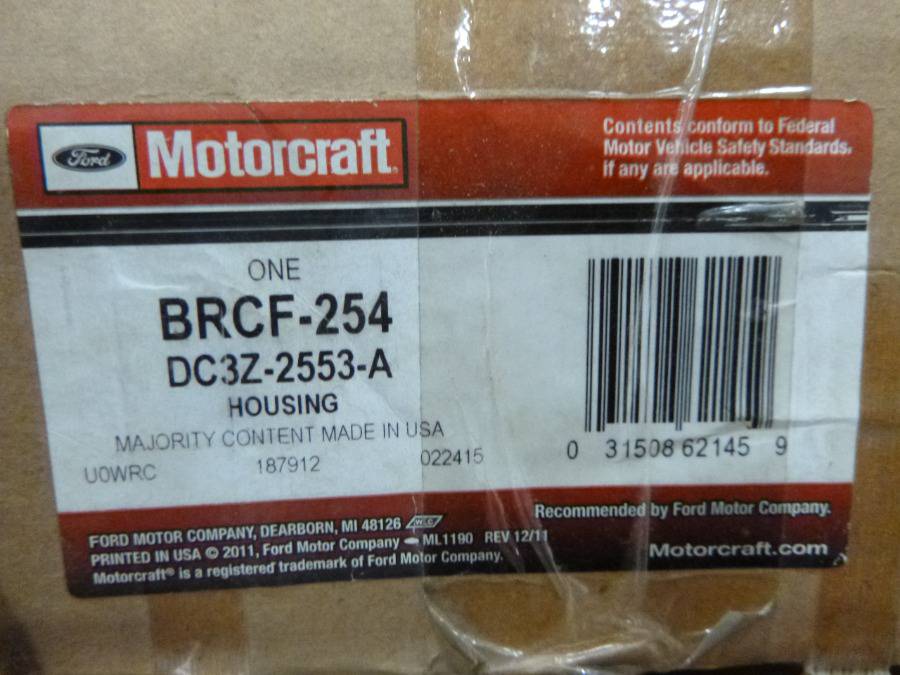 Ford Motorcraft®
Contents conform to Federal
Motor Vehicle Safety Standards,
if any are applicable.
ONE
BRCF-254
DC3Z-2553-A
HOUSING
MAJORITY CONTENT MADE IN USA
U0WRC 187912 022415
0 31508 62145 9
Recommended by Ford Motor Company.
Motorcraft.com
FORD MOTOR COMPANY, DEARBORN, MI 48126 WCC
PRINTED IN USA © 2011, Ford Motor Company ML1190 REV 12/11
Motorcraft® is a registered trademark of Ford Motor Company.